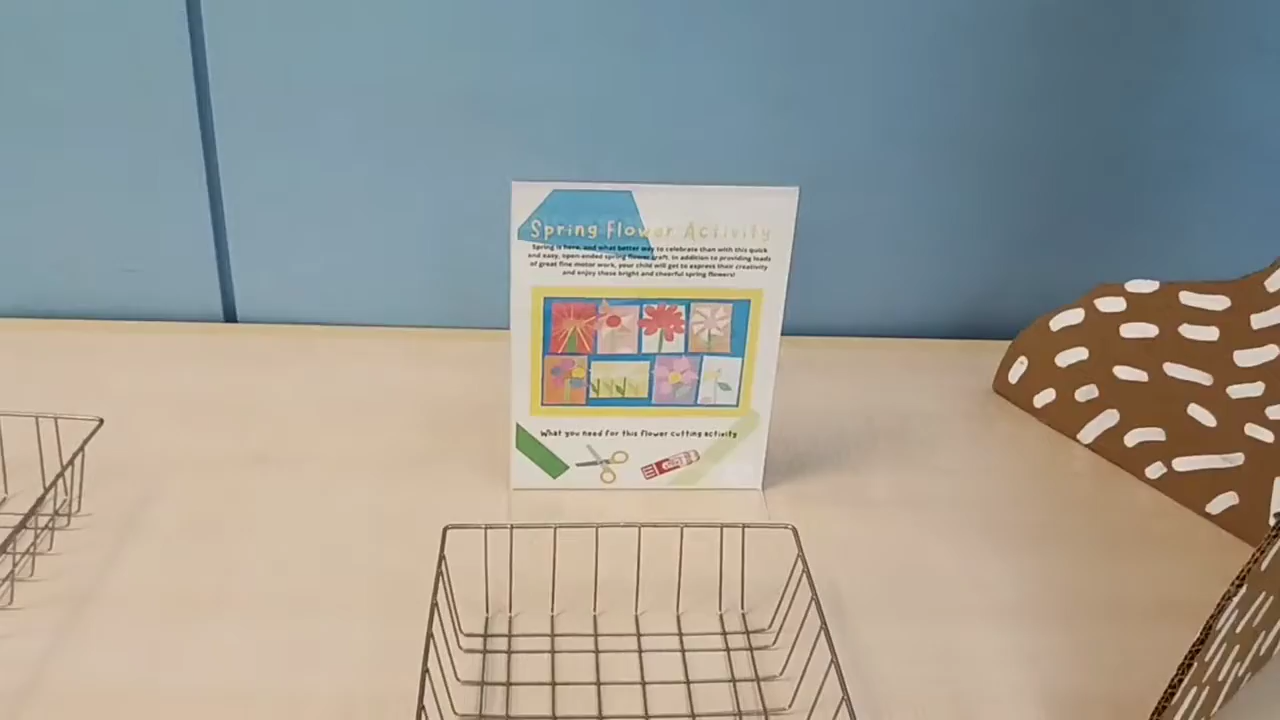 Spring Flower Activity
Spring is here, and what better way to celebrate than with this quick
and easy, open-ended spring flower craft. In addition to providing loads
of great fine motor work, your child will get to express their creativity
and enjoy these bright and cheerful spring flowers!
What you need for this flower cutting activity